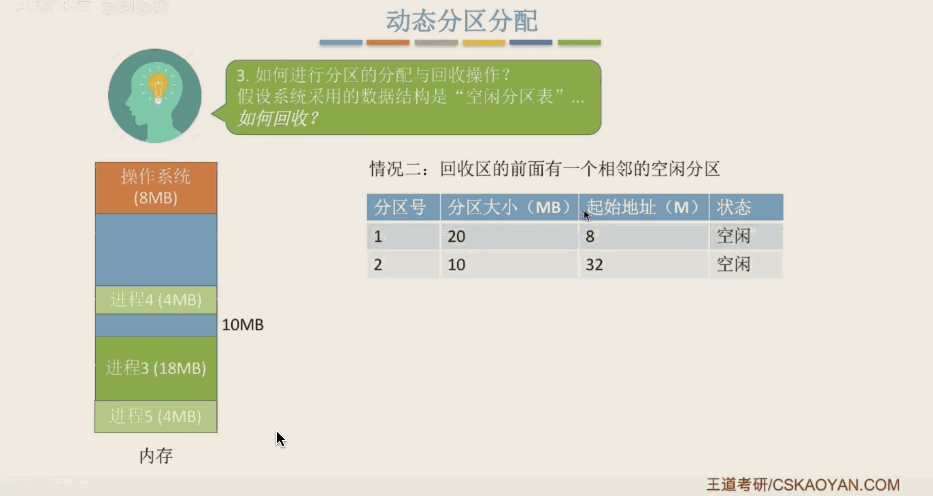 动态分区分配
3. 如何进行分区的分配与回收操作？
假设系统采用的数据结构是“空闲分区表”...
如何回收？
情况二：回收区的前面有一个相邻的空闲分区
分区号 分区大小（MB） 起始地址（M） 状态
1 20 8 空闲
2 10 32 空闲
操作系统
(8MB)
进程4 (4MB)
10MB
进程3 (18MB)
进程5 (4MB)
内存
王道考研/CSKAOYAN.COM